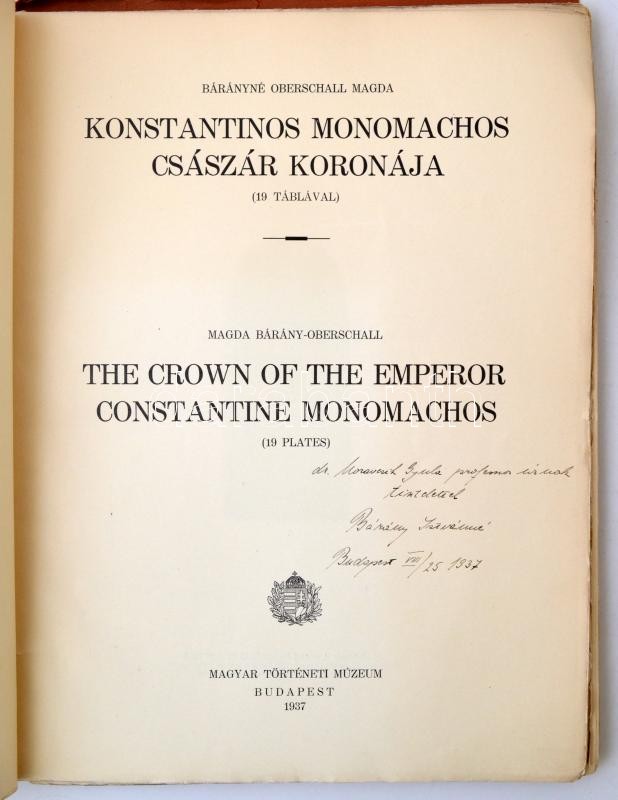 BÁRÁNYNÉ OBERSCHALL MAGDA
KONSTANTINOS MONOMACHOS
CSÁSZÁR KORONÁJA
(19 TÁBLÁVAL)
MAGDA BÁRÁNY-OBERSCHALL
THE CROWN OF THE EMPEROR
CONSTANTINE MONOMACHOS
(19 PLATES)
dr. Moravcsik Gyula professor úrnak
tisztelettel
Bárány Istvánné
Budapest VIII/25 1937
MAGYAR TÖRTÉNETI MÚZEUM
BUDAPEST
1937